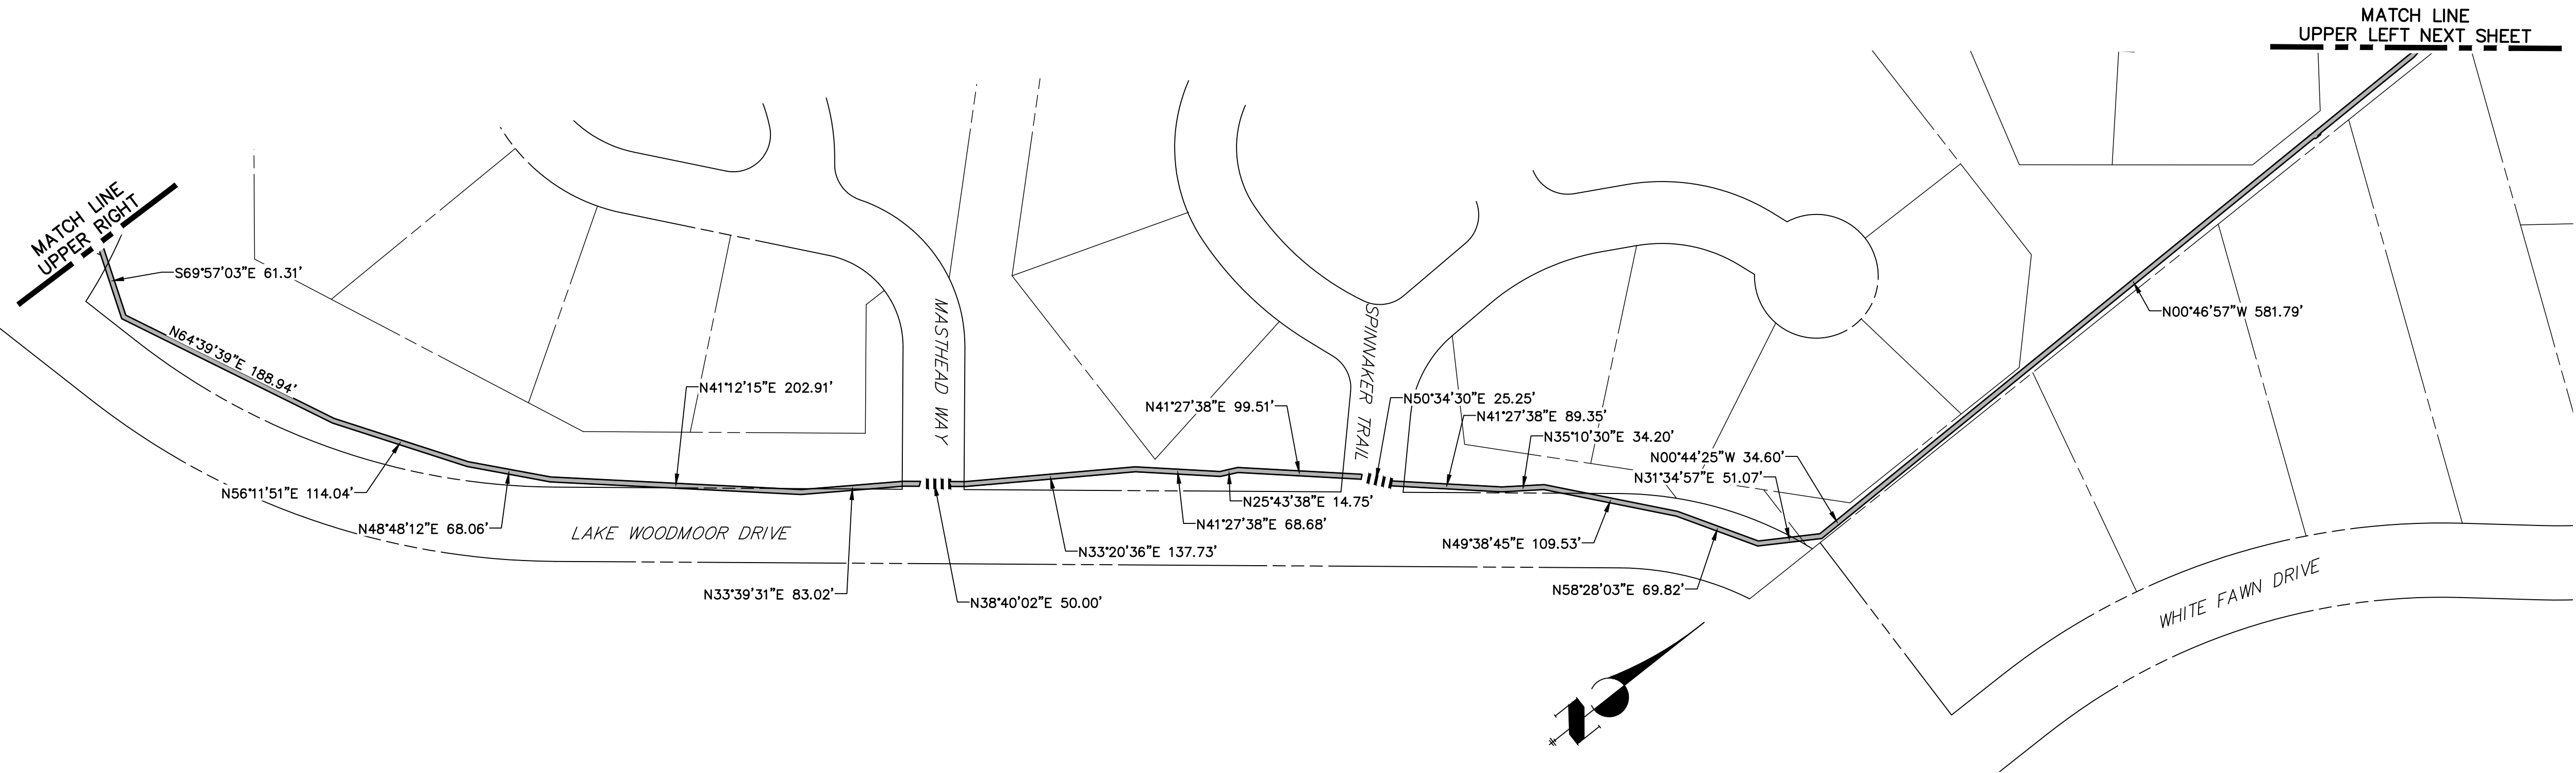 MATCH LINE
UPPER LEFT NEXT SHEET
MATCH LINE
UPPER RIGHT
S69°57'03"E 61.31'
N64°39'39"E 188.94'
N56°11'51"E 114.04'
N48°48'12"E 68.06'
N41°12'15"E 202.91'
LAKE WOODMOOR DRIVE
N33°39'31"E 83.02'
MASTHEAD WAY
N38°40'02"E 50.00'
N33°20'36"E 137.73'
N41°27'38"E 68.68'
N25°43'38"E 14.75'
N41°27'38"E 99.51'
SPINNAKER TRAIL
N50°34'30"E 25.25'
N41°27'38"E 89.35'
N35°10'30"E 34.20'
N49°38'45"E 109.53'
N58°28'03"E 69.82'
N31°34'57"E 51.07'
N00°44'25"W 34.60'
N00°46'57"W 581.79'
WHITE FAWN DRIVE
N